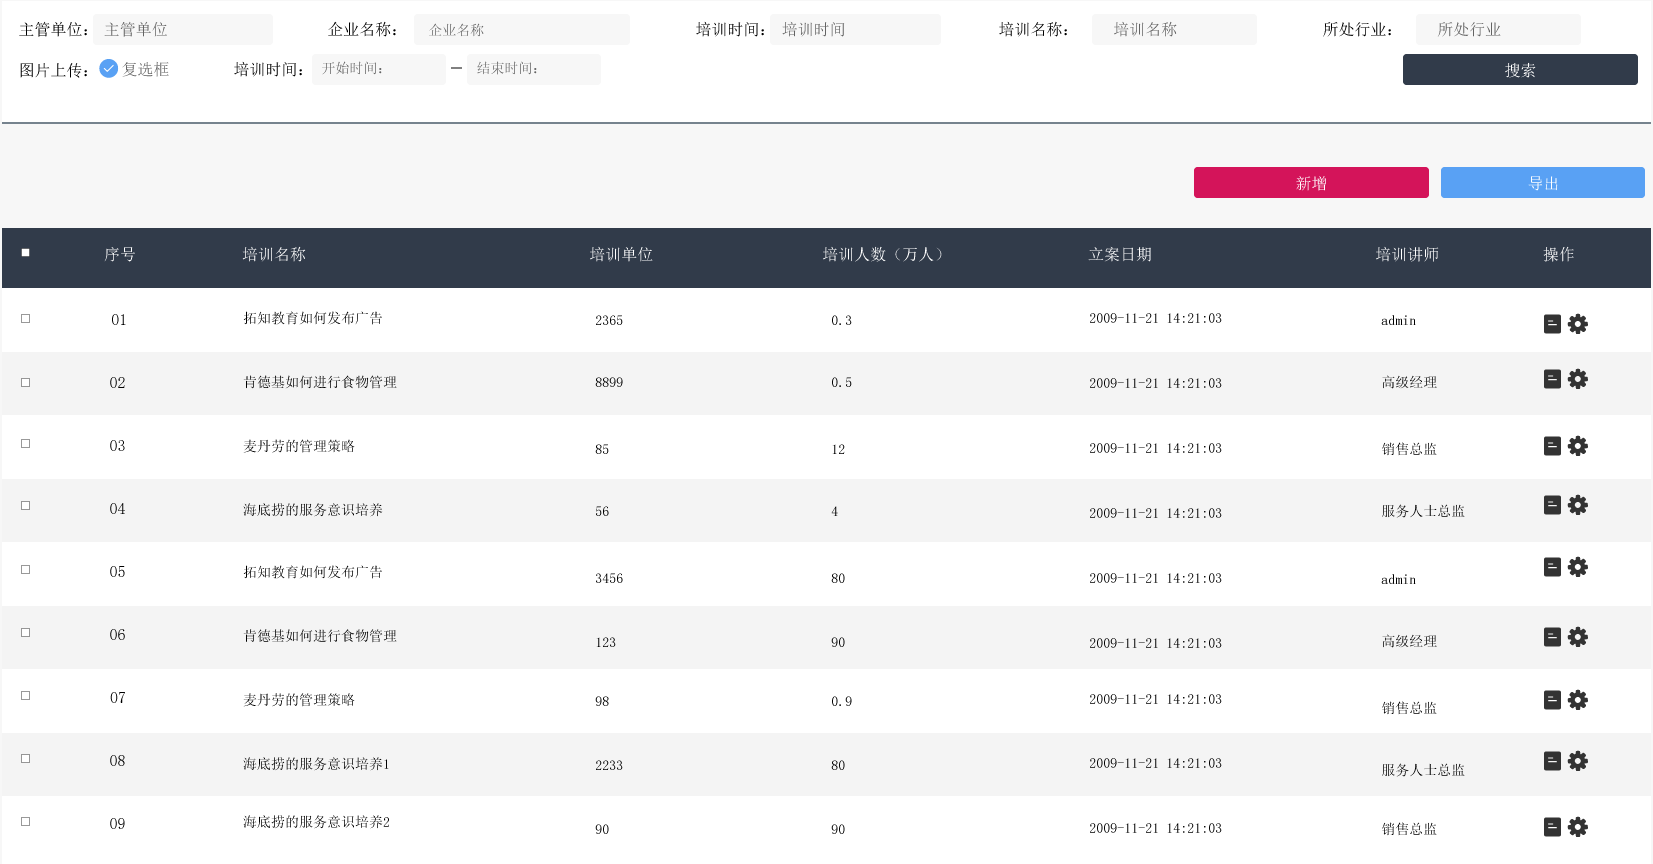 主管单位： 主管单位 企业名称： 企业名称 培训时间： 培训时间 培训名称： 培训名称 所处行业： 所处行业
图片上传： 复选框 培训时间： 开始时间： — 结束时间： 搜索
新增 导出
序号 培训名称 培训单位 培训人数（万人） 立案日期 培训讲师 操作
01 拓知教育如何发布广告 2365 0.3 2009-11-21 14:21:03 admin
02 肯德基如何进行食物管理 8899 0.5 2009-11-21 14:21:03 高级经理
03 麦丹劳的管理策略 85 12 2009-11-21 14:21:03 销售总监
04 海底捞的服务意识培养 56 4 2009-11-21 14:21:03 服务人士总监
05 拓知教育如何发布广告 3456 80 2009-11-21 14:21:03 admin
06 肯德基如何进行食物管理 123 90 2009-11-21 14:21:03 高级经理
07 麦丹劳的管理策略 98 0.9 2009-11-21 14:21:03 销售总监
08 海底捞的服务意识培养1 2233 80 2009-11-21 14:21:03 服务人士总监
09 海底捞的服务意识培养2 90 90 2009-11-21 14:21:03 销售总监